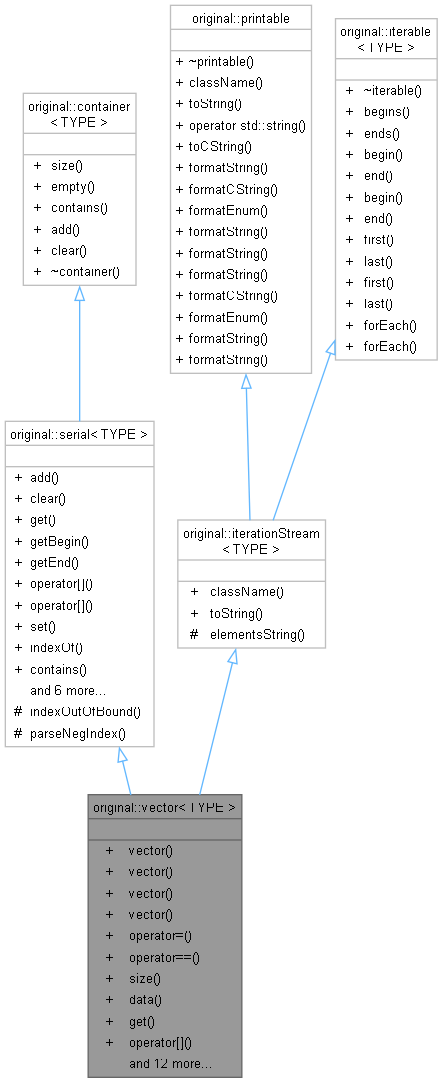 original::printable
+ ~printable()
+ className()
+ toString()
+ operator std::string()
+ toCString()
+ formatString()
+ formatCString()
+ formatEnum()
+ formatString()
+ formatString()
+ formatString()
+ formatCString()
+ formatEnum()
+ formatString()
+ formatString()
original::iterable
< TYPE >
+ ~iterable()
+ begins()
+ ends()
+ begin()
+ end()
+ begin()
+ end()
+ first()
+ last()
+ first()
+ last()
+ forEach()
+ forEach()
original::container
< TYPE >
+ size()
+ empty()
+ contains()
+ add()
+ clear()
+ ~container()
original::serial< TYPE >
+ add()
+ clear()
+ get()
+ getBegin()
+ getEnd()
+ operator[]()
+ operator[]()
+ set()
+ indexOf()
+ contains()
and 6 more...
# indexOutOfBound()
# parseNegIndex()
original::iterationStream
< TYPE >
+ className()
+ toString()
# elementsString()
original::vector< TYPE >
+ vector()
+ vector()
+ vector()
+ vector()
+ operator=()
+ operator==()
+ size()
+ data()
+ get()
+ operator[]()
and 12 more...